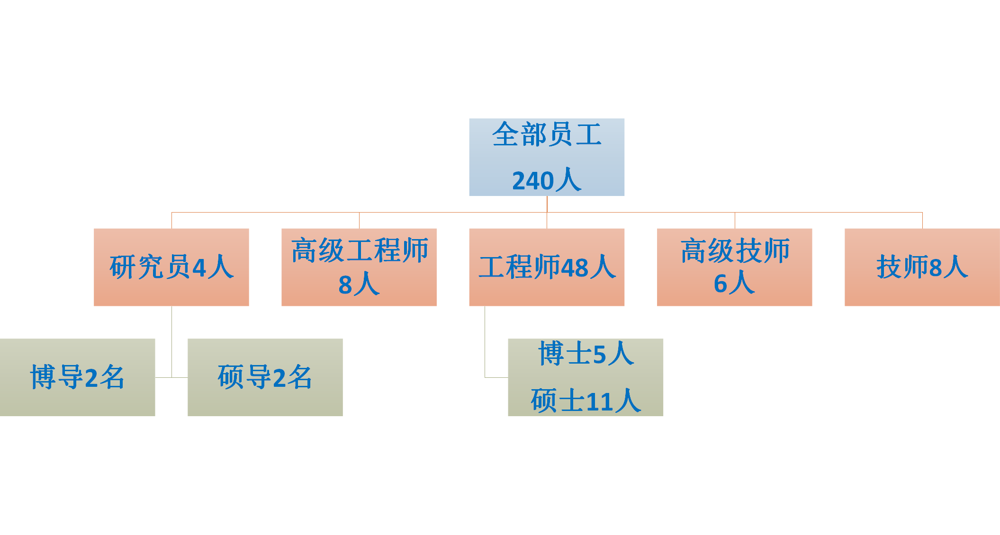 全部员工
240人
研究员4人
高级工程师
8人
工程师48人
高级技师
6人
技师8人
博导2名
硕导2名
博士5人
硕士11人